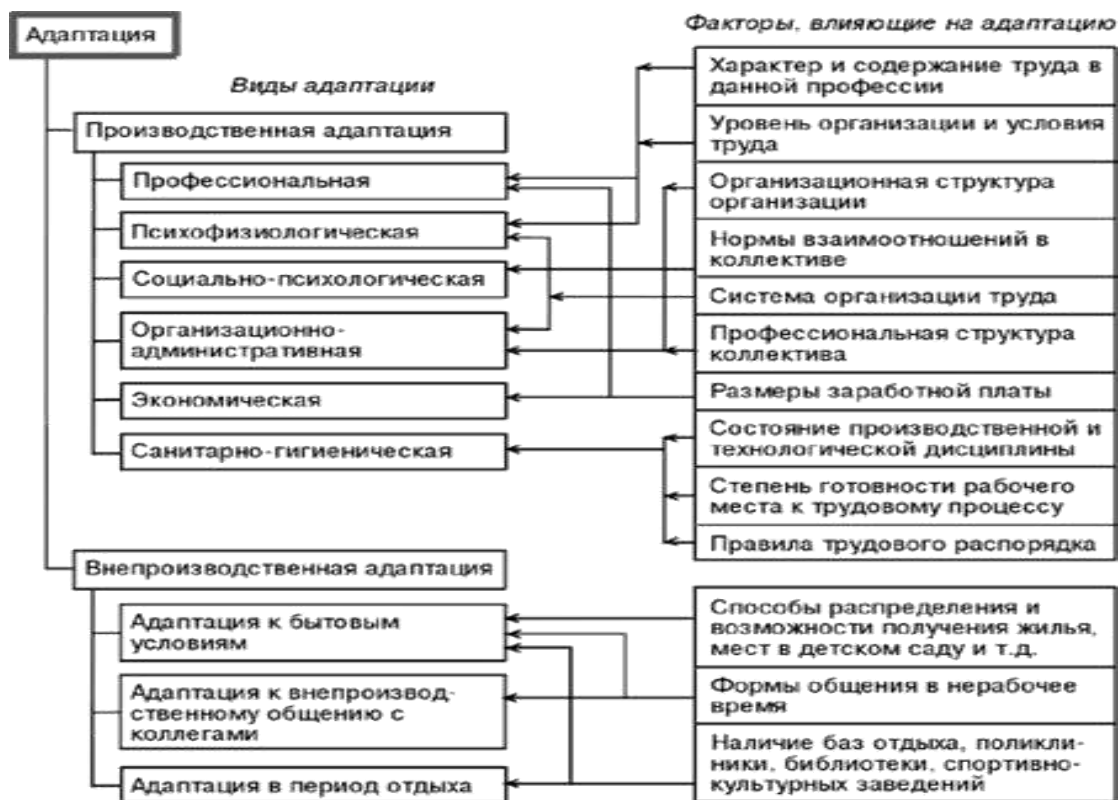 Адаптация
Виды адаптации
Производственная адаптация
Профессиональная
Психофизиологическая
Социально-психологическая
Организационно-
административная
Экономическая
Санитарно-гигиеническая
Внепроизводственная адаптация
Адаптация к бытовым
условиям
Адаптация к внепроизвод-
ственному общению с
коллегами
Адаптация в период отдыха
Факторы, влияющие на адаптацию
Характер и содержание труда в
данной профессии
Уровень организации и условия
труда
Организационная структура
организации
Нормы взаимоотношений в
коллективе
Система организации труда
Профессиональная структура
коллектива
Размеры заработной платы
Состояние производственной и
технологической дисциплины
Степень готовности рабочего
места к трудовому процессу
Правила трудового распорядка
Способы распределения и
возможности получения жилья,
мест в детском саду и т.д.
Формы общения в нерабочее
время
Наличие баз отдыха, поликли-
ники, библиотеки, спортивно-
культурных заведений